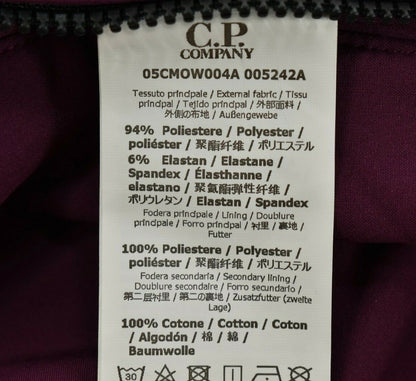 C.P.
COMPANY
05CMOW004A 005242A
Tessuto principale / External fabric / Tissu
principal / Tejido principal / 外部面料 /
外側の布地 / Außengewebe
94% Poliestere / Polyester /
poliéster / 聚酯纤维 / ポリエステル
6% Elastan / Elastane /
Spandex / Élasthanne /
elastano / 聚氨酯弹性纤维 /
ポリウレタン / Elastan / Spandex
Fodera principale / Lining / Doublure
principale / Forro principal / 衬里 / 裏地 /
Futter
100% Poliestere / Polyester /
poliéster / 聚酯纤维 / ポリエステル
Fodera secondaria / Secondary lining /
Doublure secondaire / Forro secundario /
第二层衬里 / 第二の裏地 / Zusatzfutter (zweite
Lage)
100% Cotone / Cotton / Coton
/ Algodón / 棉 / 綿 /
Baumwolle
30